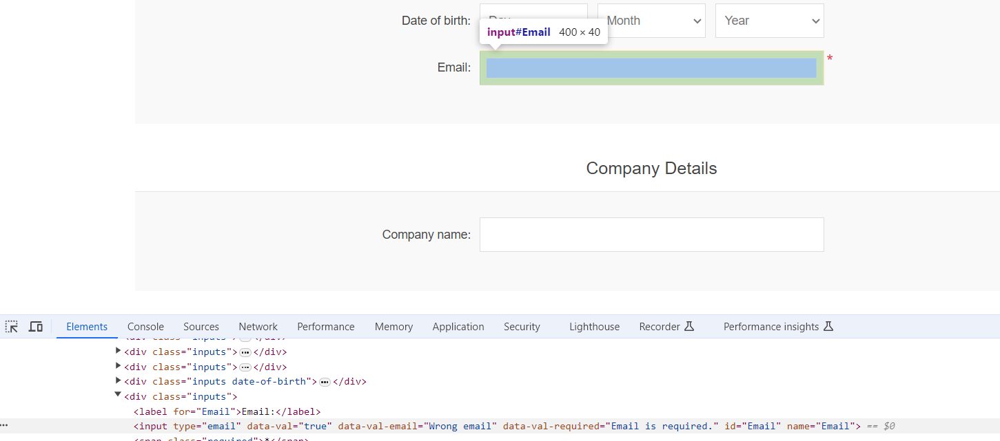 Date of birth: Month Year
input#Email 400 × 40
Email: *
Company Details
Company name:
Elements Console Sources Network Performance Memory Application Security Lighthouse Recorder Performance insights
<div class="inputs"> ••• </div>
<div class="inputs"> ••• </div>
<div class="inputs"> ••• </div>
<div class="inputs date-of-birth"> ••• </div>
<div class="inputs">
<label for="Email">Email:</label>
<input type="email" data-val="true" data-val-email="Wrong email" data-val-required="Email is required." id="Email" name="Email"> == $0
<span class="required">*</span>